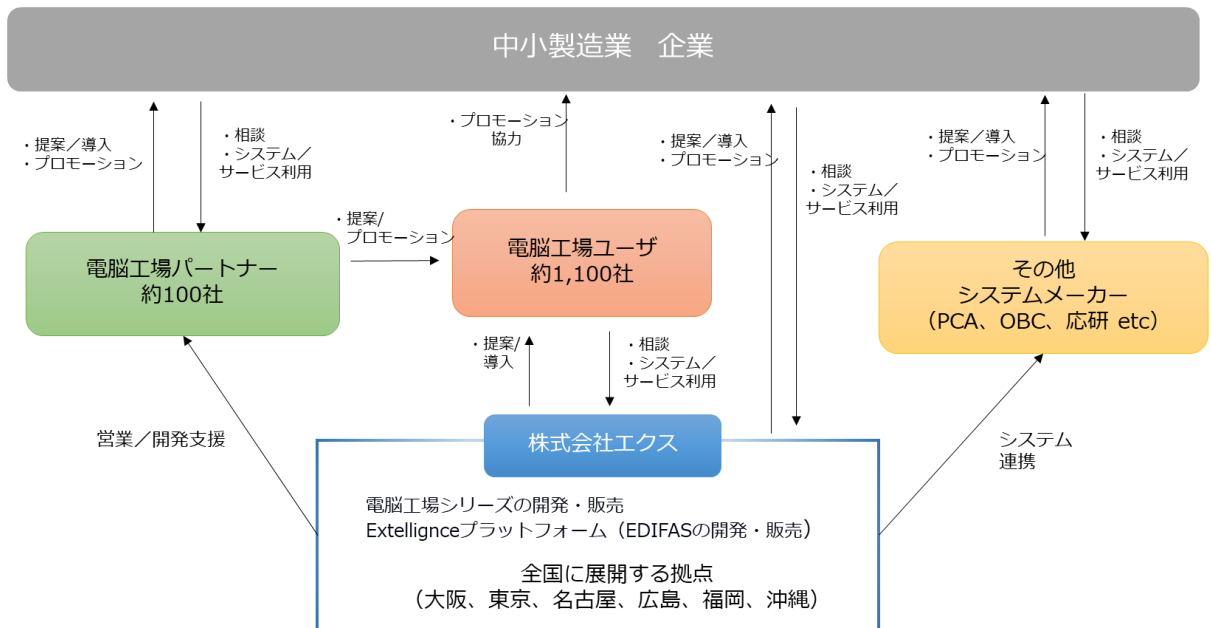 中小製造業　企業
・提案／導入
・プロモーション
・相談
・システム／
サービス利用
・プロモーション
協力
・提案／導入
・プロモーション
・相談
・システム／
サービス利用
・提案／導入
・プロモーション
・相談
・システム／
サービス利用
電脳工場パートナー
約100社
・提案/
プロモーション
電脳工場ユーザ
約1,100社
その他
システムメーカー
（PCA、OBC、応研 etc）
・提案/
導入
・相談
・システム／
サービス利用
営業／開発支援
株式会社エクス
システム
連携
電脳工場シリーズの開発・販売
Extellignceプラットフォーム（EDIFASの開発・販売）
全国に展開する拠点
（大阪、東京、名古屋、広島、福岡、沖縄）